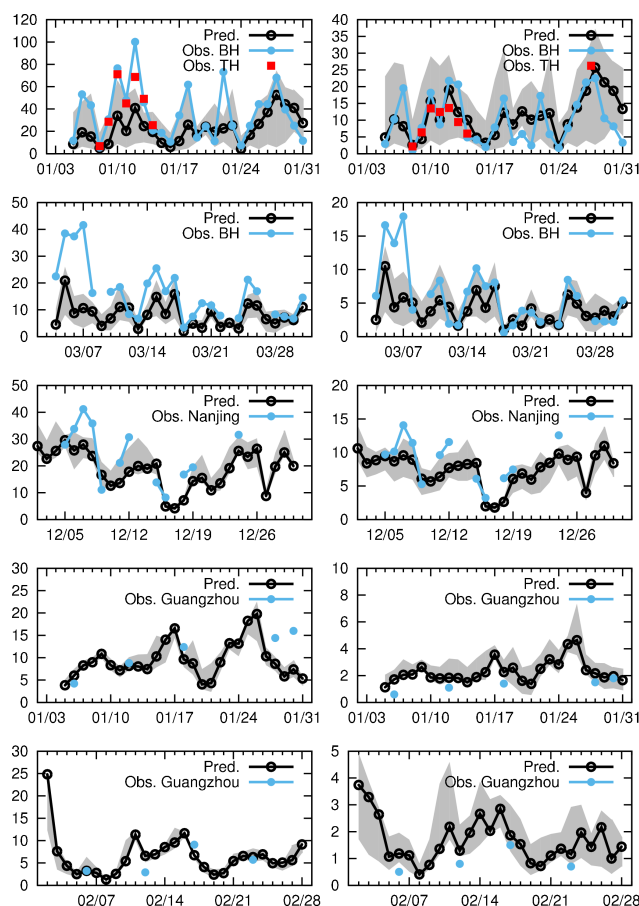 120
100
80
60
40
20
0
Pred.
Obs. BH
Obs. TH
01/03 01/10 01/17 01/24 01/31
40
35
30
25
20
15
10
5
0
Pred.
Obs. BH
Obs. TH
01/03 01/10 01/17 01/24 01/31
50
40
30
20
10
0
Pred.
Obs. BH
03/07 03/14 03/21 03/28
20
15
10
5
0
Pred.
Obs. BH
03/07 03/14 03/21 03/28
50
40
30
20
10
0
Pred.
Obs. Nanjing
12/05 12/12 12/19 12/26
20
15
10
5
0
Pred.
Obs. Nanjing
12/05 12/12 12/19 12/26
30
25
20
15
10
5
0
Pred.
Obs. Guangzhou
01/03 01/10 01/17 01/24 01/31
10
8
6
4
2
0
Pred.
Obs. Guangzhou
01/03 01/10 01/17 01/24 01/31
30
25
20
15
10
5
0
Pred.
Obs. Guangzhou
02/07 02/14 02/21 02/28
5
4
3
2
1
0
Pred.
Obs. Guangzhou
02/07 02/14 02/21 02/28